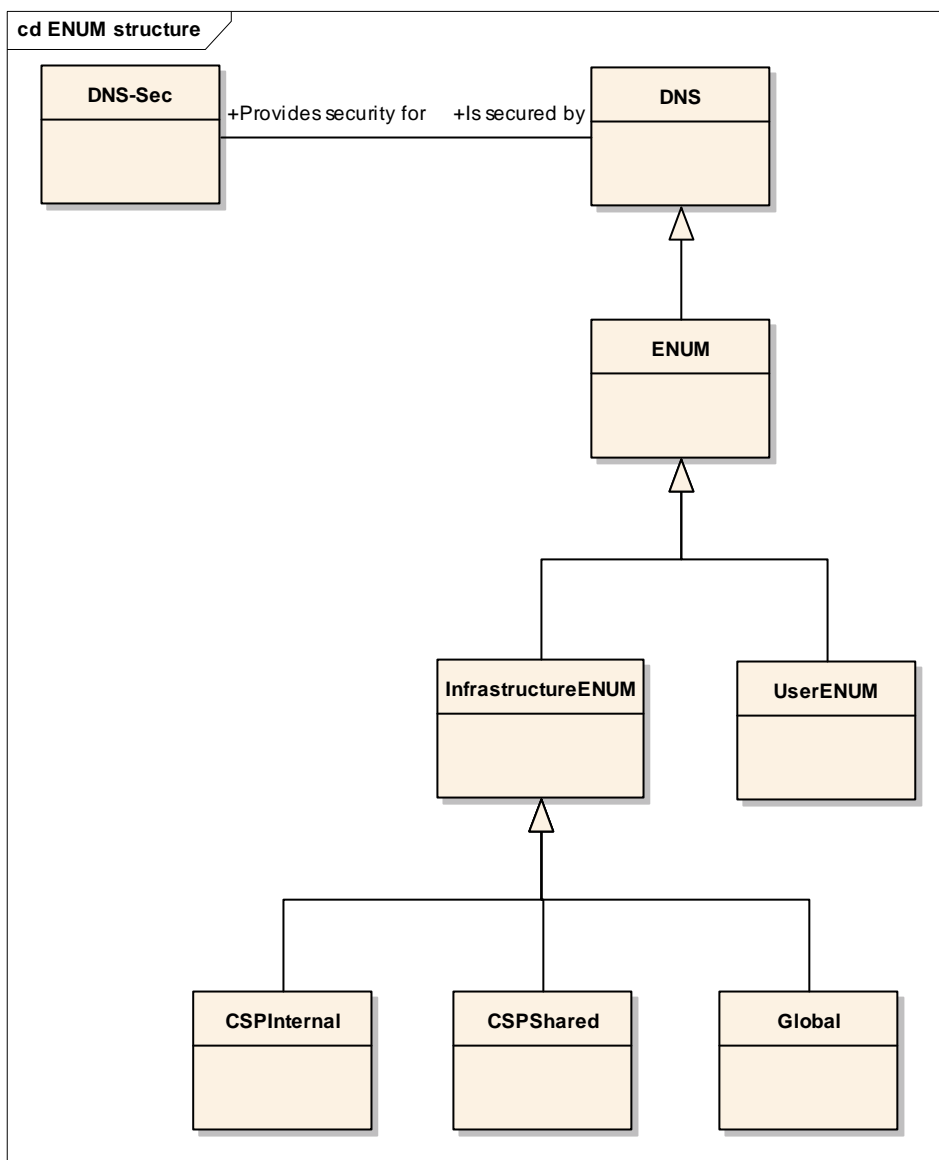 cd ENUM structure
DNS-Sec
DNS
+Provides security for
+Is secured by
ENUM
InfrastructureENUM
UserENUM
CSPInternal
CSPShared
Global